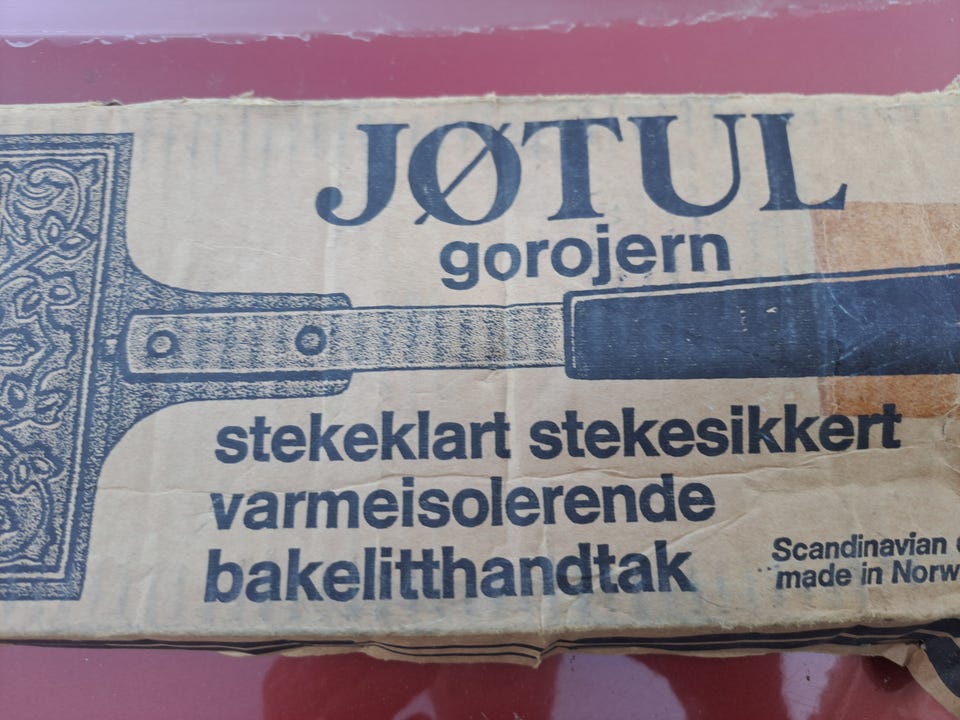 JØTUL
gorojern
stekeklart stekesikkert
varmeisolerende
bakelitthandtak
Scandinavian
made in Norw